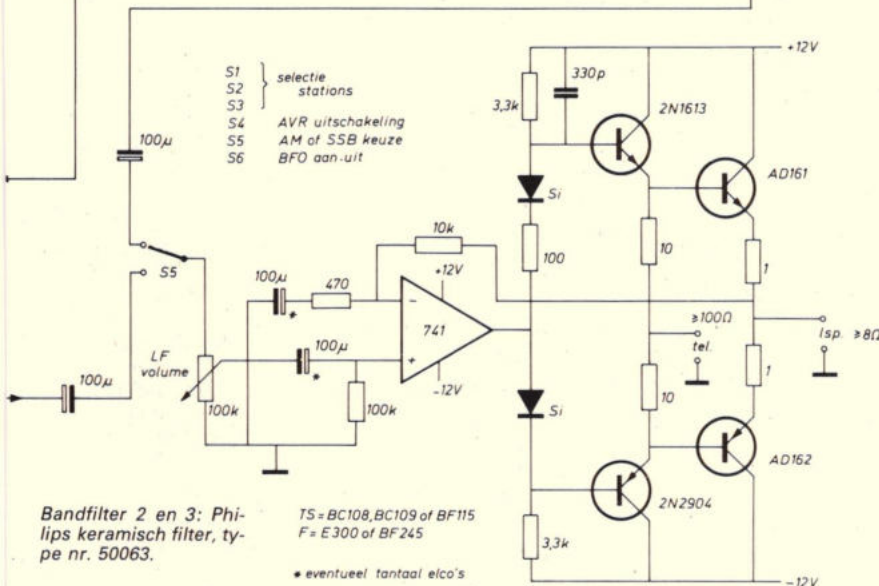 +12V
S1
S2
S3
selectie
stations
S4 AVR uitschakeling
S5 AM of SSB keuze
S6 BFO aan-uit
330p
3,3k
2N1613
100µ
AD161
Si
10k
S5
100µ
470
+12V
100
10
1
741
-
+
≥100Ω
tel.
lsp. ≥8Ω
LF
volume
100µ
*
*
100µ
100k
100k
-12V
Si
10
1
AD162
2N2904
3,3k
-12V
Bandfilter 2 en 3: Phi-
lips keramisch filter, ty-
pe nr. 50063.
TS=BC108,BC109 of BF115
F=E300 of BF245
* eventueel tantaal elco's